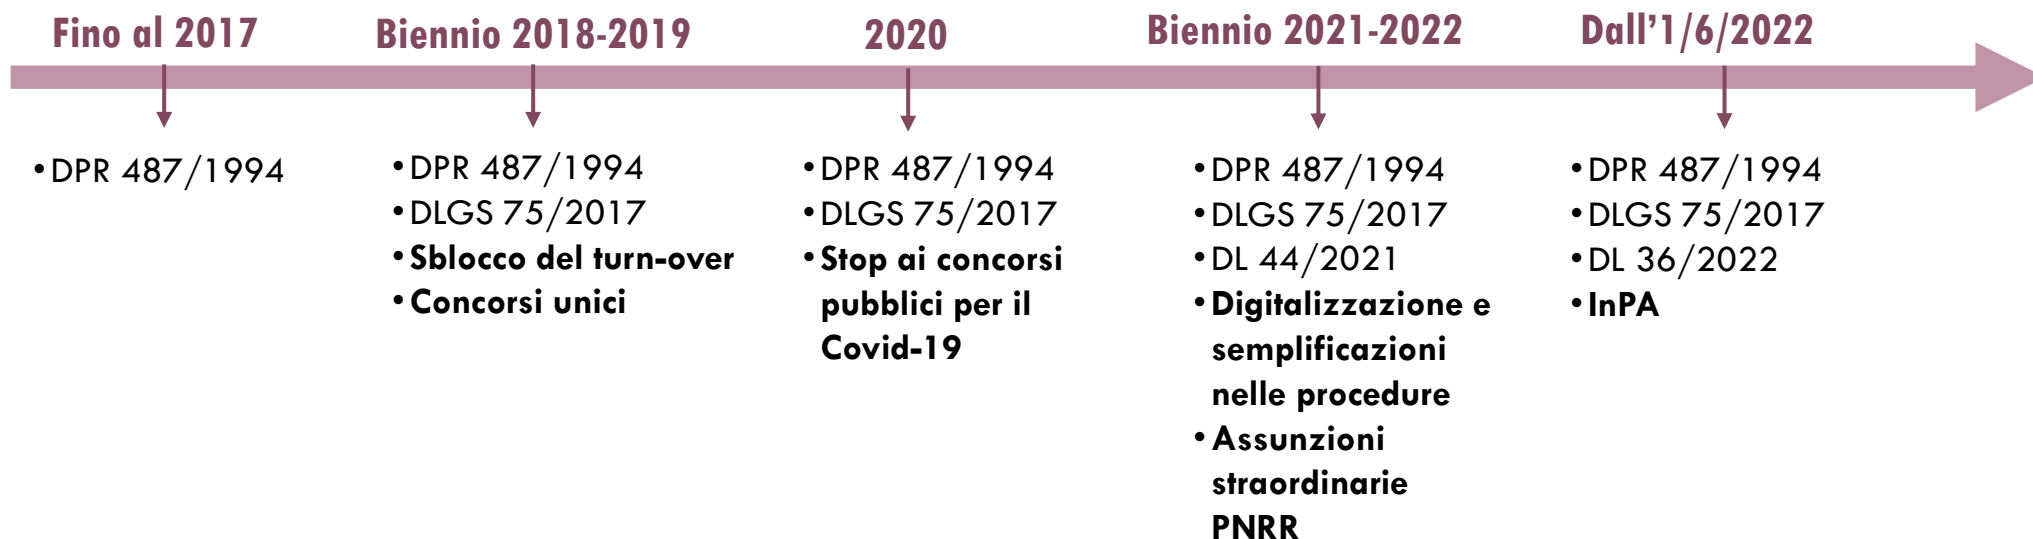 Fino al 2017
Biennio 2018-2019
2020
Biennio 2021-2022
Dall'1/6/2022
•DPR 487/1994
•DPR 487/1994
•DLGS 75/2017
•Sblocco del turn-over
•Concorsi unici
•DPR 487/1994
•DLGS 75/2017
•Stop ai concorsi
pubblici per il
Covid-19
•DPR 487/1994
•DLGS 75/2017
•DL 44/2021
•Digitalizzazione e
semplificazioni
nelle procedure
•Assunzioni
straordinarie
PNRR
•DPR 487/1994
•DLGS 75/2017
•DL 36/2022
•InPA